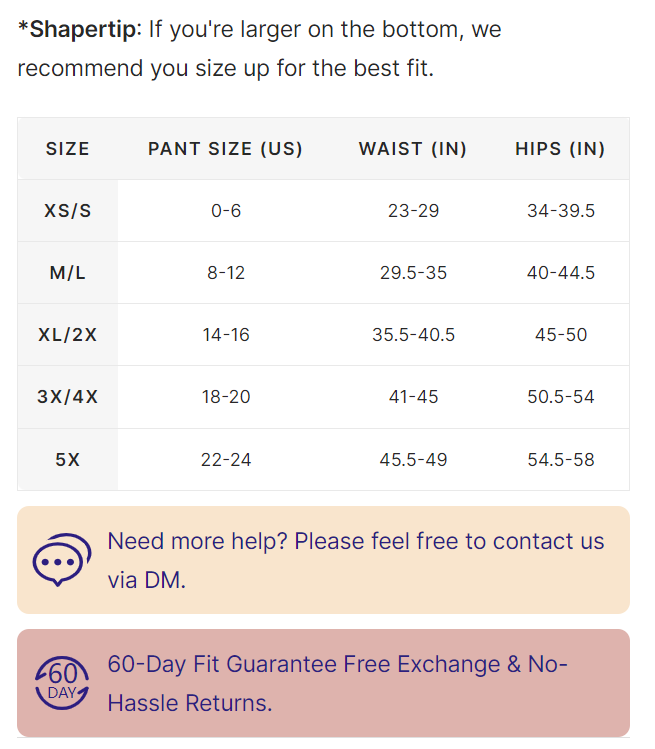 *Shapertip: If you're larger on the bottom, we
recommend you size up for the best fit.
SIZE PANT SIZE (US) WAIST (IN) HIPS (IN)
XS/S 0-6 23-29 34-39.5
M/L 8-12 29.5-35 40-44.5
XL/2X 14-16 35.5-40.5 45-50
3X/4X 18-20 41-45 50.5-54
5X 22-24 45.5-49 54.5-58
Need more help? Please feel free to contact us
via DM.
60
DAY
60-Day Fit Guarantee Free Exchange & No-
Hassle Returns.